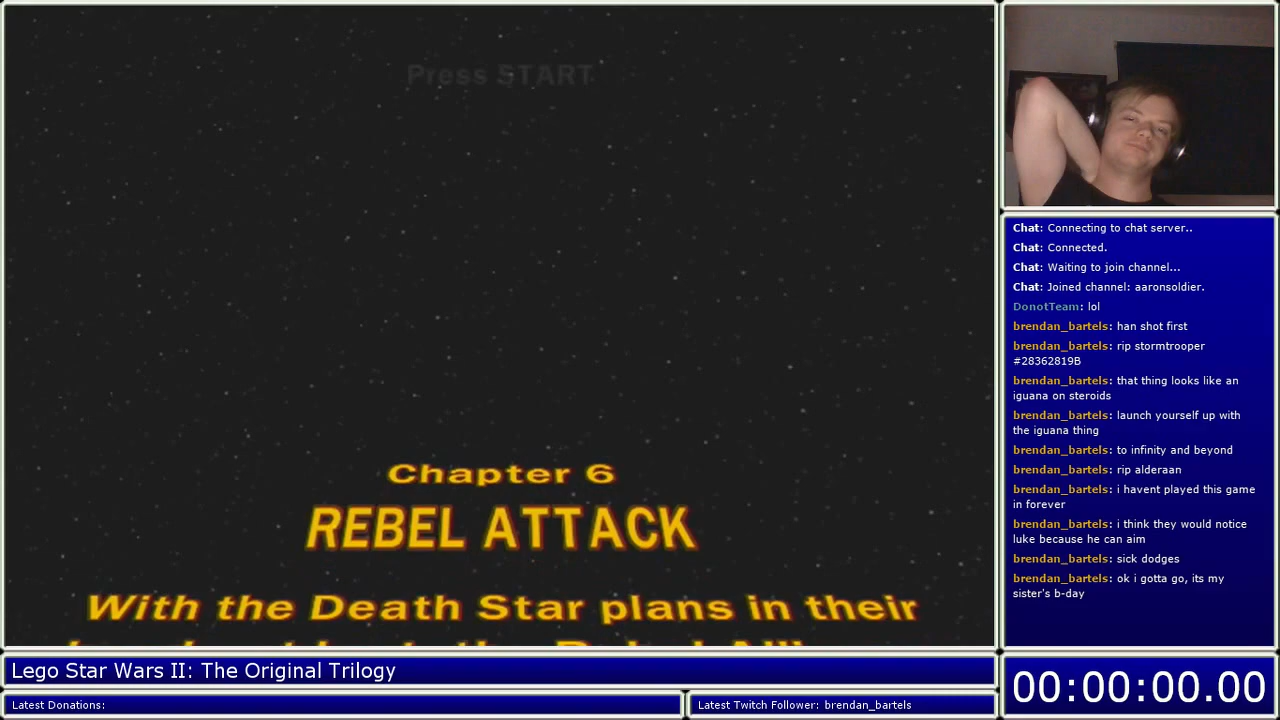 Press START
Chapter 6
REBEL ATTACK
With the Death Star plans in their
Chat: Connecting to chat server..
Chat: Connected.
Chat: Waiting to join channel...
Chat: Joined channel: aaronsoldier.
DonotTeam: lol
brendan_bartels: han shot first
brendan_bartels: rip stormtrooper
#28362819B
brendan_bartels: that thing looks like an
iguana on steroids
brendan_bartels: launch yourself up with
the iguana thing
brendan_bartels: to infinity and beyond
brendan_bartels: rip alderaan
brendan_bartels: i havent played this game
in forever
brendan_bartels: i think they would notice
luke because he can aim
brendan_bartels: sick dodges
brendan_bartels: ok i gotta go, its my
sister's b-day
Lego Star Wars II: The Original Trilogy
00:00:00.00
Latest Donations:
Latest Twitch Follower: brendan_bartels